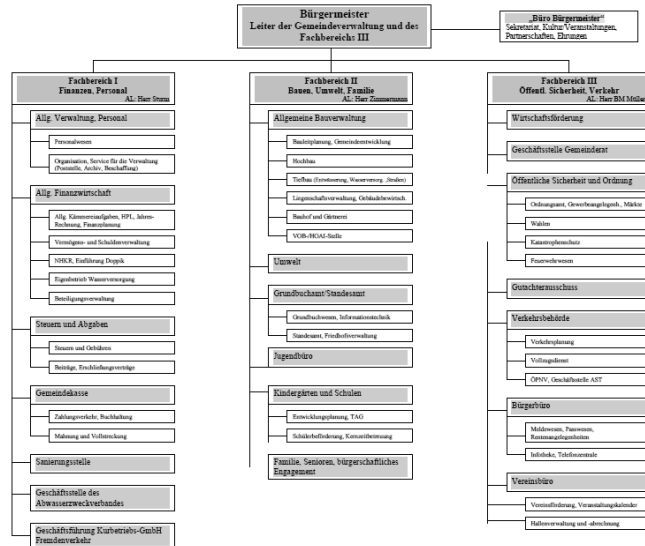 Bürgermeister
Leiter der Gemeindeverwaltung und des
Fachbereichs III
„Büro Bürgermeister“
Sekretariat, Kultur/Veranstaltungen,
Partnerschaften, Ehrungen
Fachbereich I
Finanzen, Personal
AL: Herr Sturm
Allg. Verwaltung, Personal
Personalwesen
Organisation, Service für die Verwaltung
(Poststelle, Archiv, Beschaffung)
Allg. Finanzwirtschaft
Allg. Kämmereiaufgaben, HPL, Jahres-
Rechnung, Finanzplanung
Vermögens- und Schuldenverwaltung
NHKR, Einführung Doppik
Eigenbetrieb Wasserversorgung
Beteiligungsverwaltung
Steuern und Abgaben
Steuern und Gebühren
Beiträge, Erschließungsverträge
Gemeindekasse
Zahlungsverkehr, Buchhaltung
Mahnung und Vollstreckung
Sanierungsstelle
Geschäftsstelle des
Abwasserzweckverbandes
Geschäftsführung Kurbetriebs-GmbH
Fremdenverkehr
Fachbereich II
Bauen, Umwelt, Familie
AL: Herr Zimmermann
Allgemeine Bauverwaltung
Bauleitplanung, Gemeindeentwicklung
Hochbau
Tiefbau (Entwässerung, Wasserversorg. ,Straßen)
Liegenschaftsverwaltung, Gebäudebewirtsch.
Bauhof und Gärtnerei
VOB-/HOAI-Stelle
Umwelt
Grundbuchamt/Standesamt
Grundbuchwesen, Informationstechnik
Standesamt, Friedhofsverwaltung
Jugendbüro
Kindergärten und Schulen
Entwicklungsplanung, TAG
Schülerbeförderung, Kernzeitbetreuung
Familie, Senioren, bürgerschaftliches
Engagement
Fachbereich III
Öffentl. Sicherheit, Verkehr
AL: Herr BM Müller
Wirtschaftsförderung
Geschäftsstelle Gemeinderat
Öffentliche Sicherheit und Ordnung
Ordnungsamt, Gewerbeangelegenh., Märkte
Wahlen
Katastrophenschutz
Feuerwehrwesen
Gutachterausschuss
Verkehrsbehörde
Verkehrsplanung
Vollzugsdienst
ÖPNV, Geschäftsstelle AST
Bürgerbüro
Meldewesen, Passwesen,
Rentenangelegenheiten
Infotheke, Telefonzentrale
Vereinsbüro
Vereinsförderung, Veranstaltungskalender
Hallenverwaltung und -abrechnung